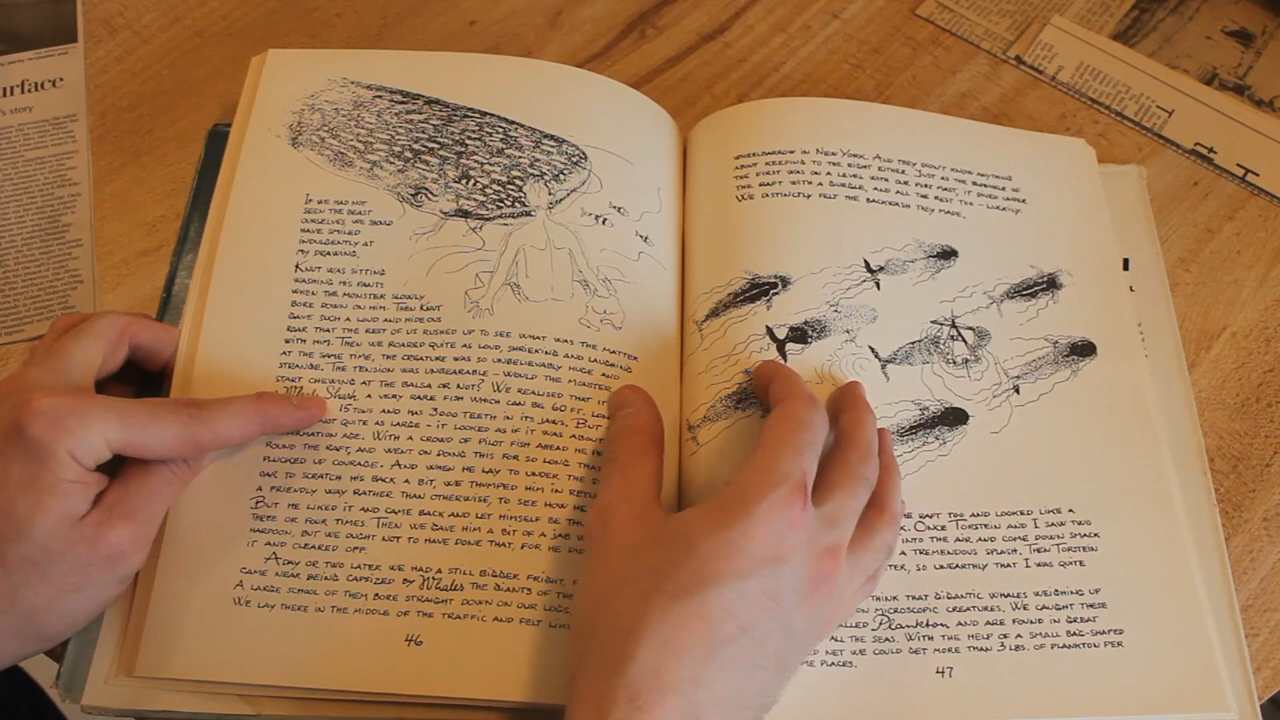 urface
's story
IF WE HAD NOT
SEEN THE BEAST
OURSELVES, WE SHOULD
HAVE SMILED
INDULGENTLY AT
MY DRAWING.
KNUT WAS SITTING
WASHING HIS PANTS
WHEN THE MONSTER SLOWLY
BORE DOWN ON HIM. THEN KNUT
GAVE SUCH A LOUD AND HIDEOUS
ROAR THAT THE REST OF US RUSHED UP TO SEE WHAT WAS THE MATTER
WITH HIM. THEN WE ROARED QUITE AS LOUD, SHRIEKING AND LAUGHING
AT THE SAME TIME, THE CREATURE WAS SO UNBELIEVABLY HUGE AND
STRANGE. THE TENSION WAS UNBEARABLE – WOULD THE MONSTER
START CHEWING AT THE BALSA OR NOT? WE REALISED THAT IT
Whale Shark, A VERY RARE FISH WHICH CAN BE 60 FT. LON
15 TONS AND HAS 3000 TEETH IN ITS JAWS. BUT
NOT QUITE AS LARGE – IT LOOKED AS IF IT WAS ABOUT
RMATION AGE. WITH A CROWD OF PILOT FISH AHEAD HE PE
ROUND THE RAFT, AND WENT ON DOING THIS FOR SO LONG THAT
PLUCKED UP COURAGE. AND WHEN HE LAY TO UNDER THE S
OAR TO SCRATCH HIS BACK A BIT, WE THUMPED HIM IN RETU
A FRIENDLY WAY RATHER THAN OTHERWISE, TO SEE HOW HE
BUT HE LIKED IT AND CAME BACK AND LET HIMSELF BE TH
THREE OR FOUR TIMES. THEN WE GAVE HIM A BIT OF A JAB W
HARPOON, BUT WE OUGHT NOT TO HAVE DONE THAT, FOR HE DI
IT AND CLEARED OFF.
A DAY OR TWO LATER WE HAD A STILL BIGGER FRIGHT, F
CAME NEAR BEING CAPSIZED BY Whales THE GIANTS OF THE
A LARGE SCHOOL OF THEM BORE STRAIGHT DOWN ON OUR LOGS
WE LAY THERE IN THE MIDDLE OF THE TRAFFIC AND FELT LIK
46
WHEELBARROW IN NEW YORK. AND THEY DIDN'T KNOW ANYTHING
ABOUT KEEPING TO THE RIGHT EITHER. JUST AS THE
THE FIRST WAS ON A LEVEL WITH OUR MAST, IT DIVED UNDER
THE RAFT WITH A GURGLE, AND ALL THE REST TOO – LUCKILY.
WE DISTINCTLY FELT THE BACKWASH THEY MADE.
E RAFT TOO AND LOOKED LIKE A
K. ONCE TORSTEIN AND I SAW TWO
INTO THE AIR AND COME DOWN SMACK
A TREMENDOUS SPLASH. THEN TORSTEIN
TER, SO UNEARTHLY THAT I WAS QUITE
THINK THAT GIGANTIC WHALES WEIGHING UP
ON MICROSCOPIC CREATURES. WE CAUGHT THESE
ALLED Plankton AND ARE FOUND IN GREAT
ALL THE SEAS. WITH THE HELP OF A SMALL BAG-SHAPED
D NET WE COULD GET MORE THAN 3 LBS. OF PLANKTON PER
ME PLACES.
47